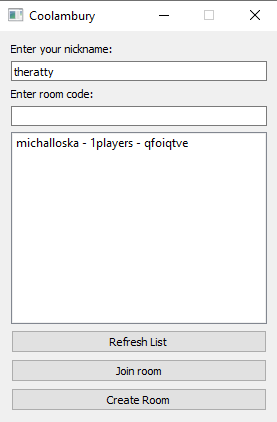 Coolambury
Enter your nickname:
theratty
Enter room code:
michalloska - 1players - qfoiqtve
Refresh List
Join room
Create Room